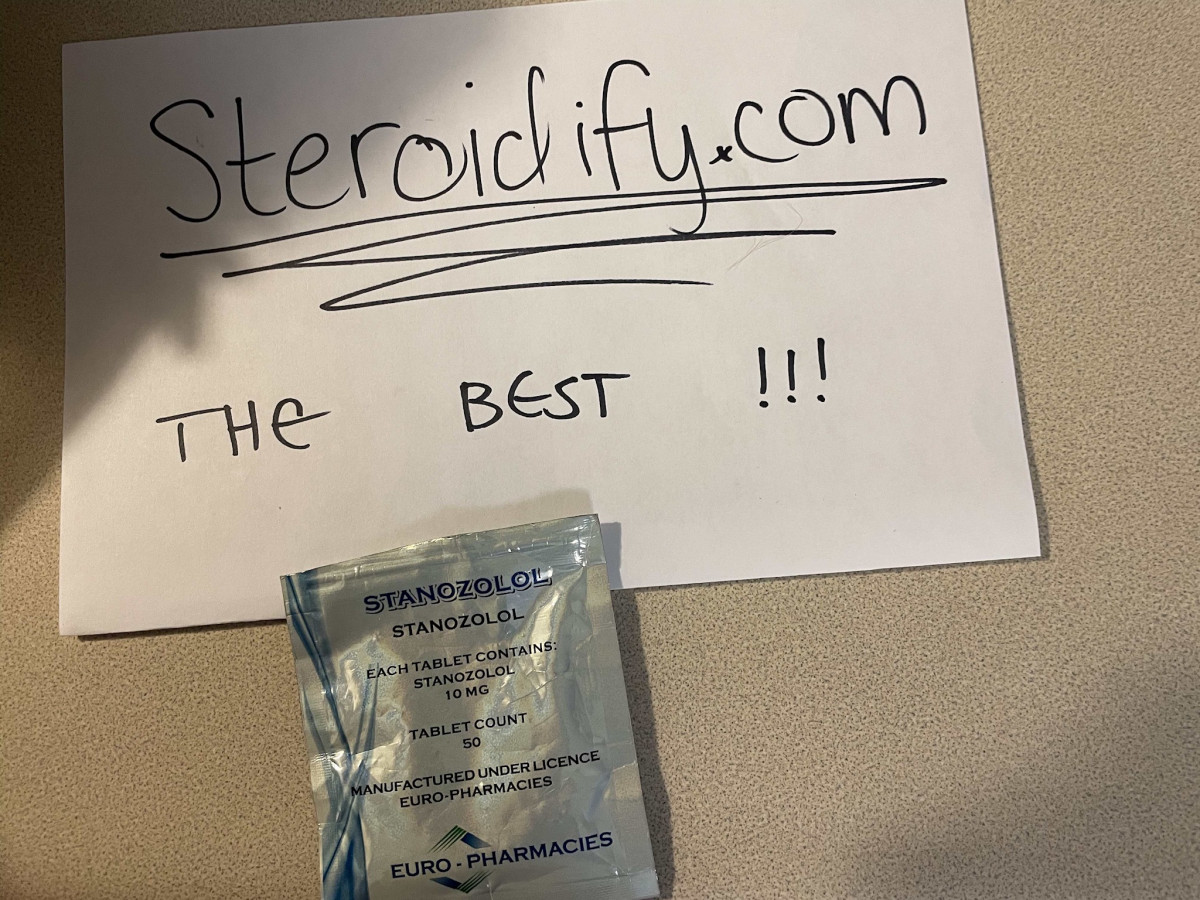 Steroidify.com
THE BEST !!!
STANOZOLOL
STANOZOLOL
EACH TABLET CONTAINS:
STANOZOLOL
10 MG
TABLET COUNT
50
MANUFACTURED UNDER LICENCE
EURO-PHARMACIES
EURO - PHARMACIES